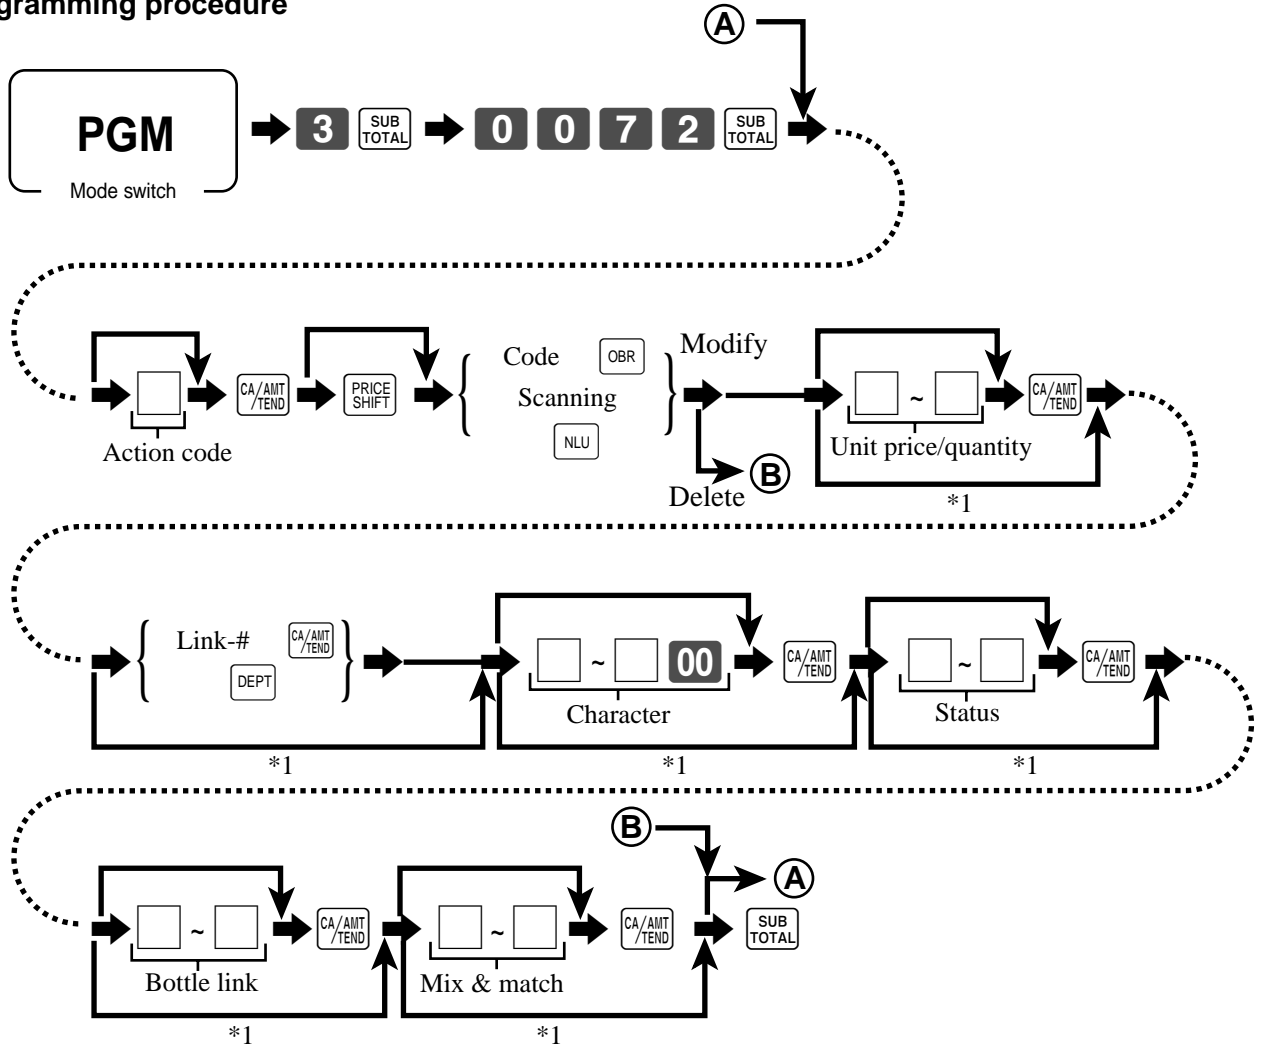 gramming procedure
A
PGM
Mode switch
3 SUB TOTAL 0 0 7 2 SUB TOTAL
Code OBR Modify
CA/AMT/TEND PRICE SHIFT Scanning ~ CA/AMT/TEND
NLU
Action code Unit price/quantity
Delete B *1
Link-# CA/AMT/TEND ~ 00 CA/AMT/TEND ~ CA/AMT/TEND
DEPT
Character Status
*1 *1 *1
B
A
~ CA/AMT/TEND ~ CA/AMT/TEND SUB TOTAL
Bottle link Mix & match
*1 *1